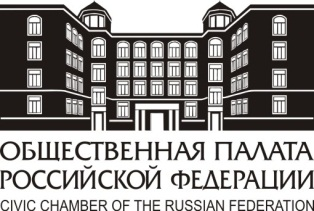 ОБЩЕСТВЕННАЯ ПАЛАТА
РОССИЙСКОЙ ФЕДЕРАЦИИ
CIVIC CHAMBER OF THE RUSSIAN FEDERATION